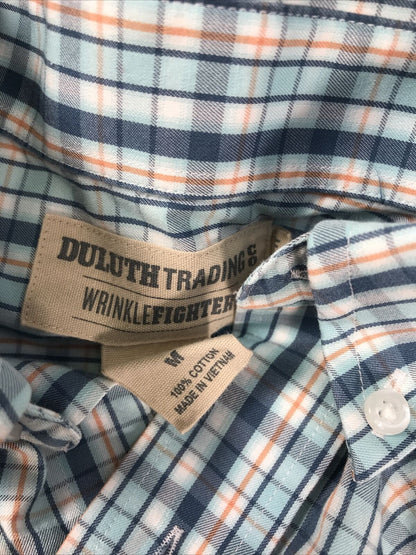 DULUTH TRADING CO
WRINKLEFIGHTER
M
100% COTTON
MADE IN VIETNAM